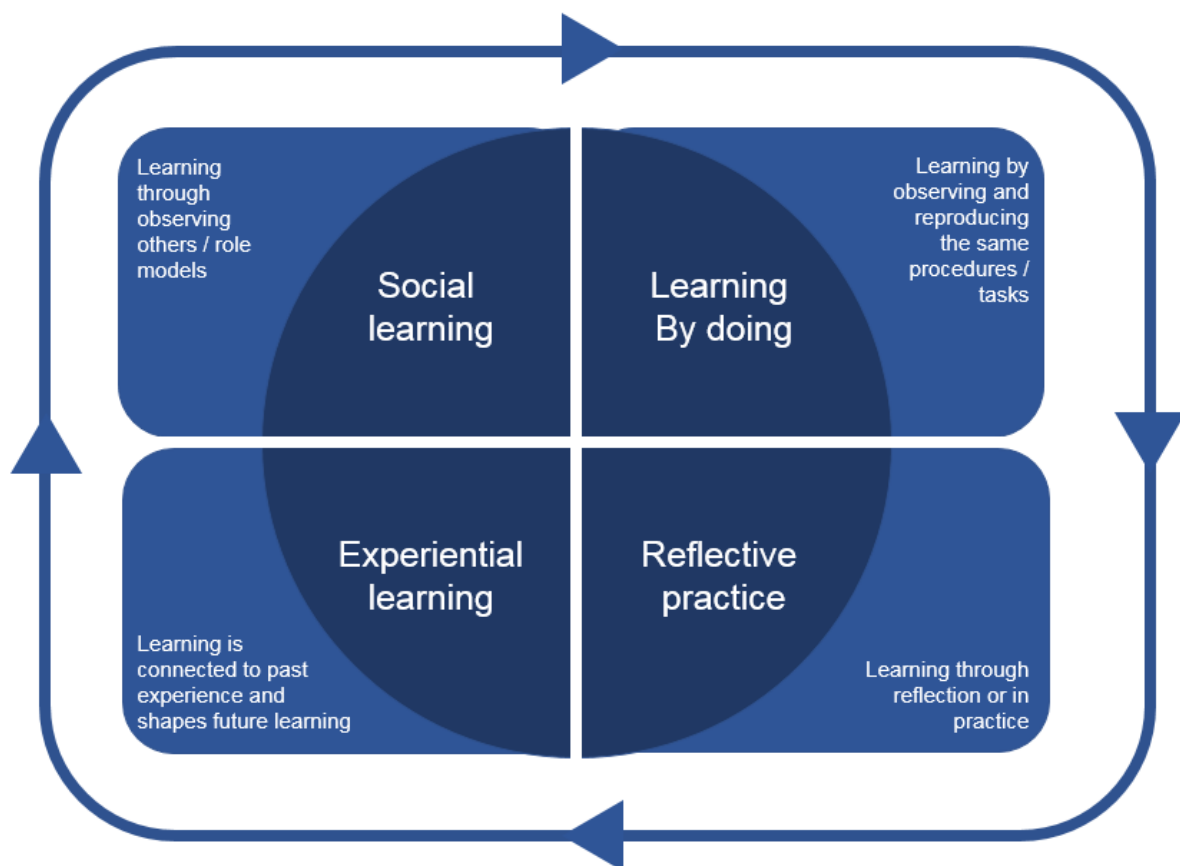 Learning
through
observing
others / role
models
Social
learning
Learning
By doing
Learning by
observing and
reproducing
the same
procedures /
tasks
Experiential
learning
Learning is
connected to past
experience and
shapes future learning
Reflective
practice
Learning through
reflection or in
practice